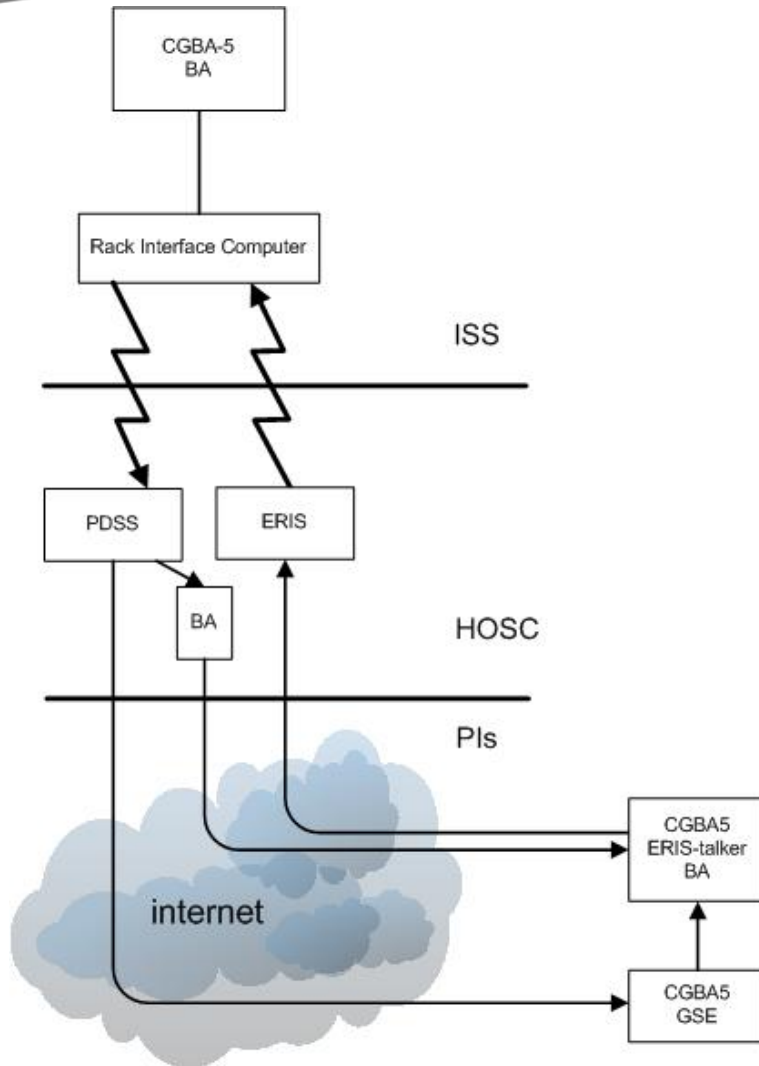 CGBA-5
BA
Rack Interface Computer
ISS
PDSS
ERIS
BA
HOSC
PIs
CGBA5
ERIS-talker
BA
internet
CGBA5
GSE